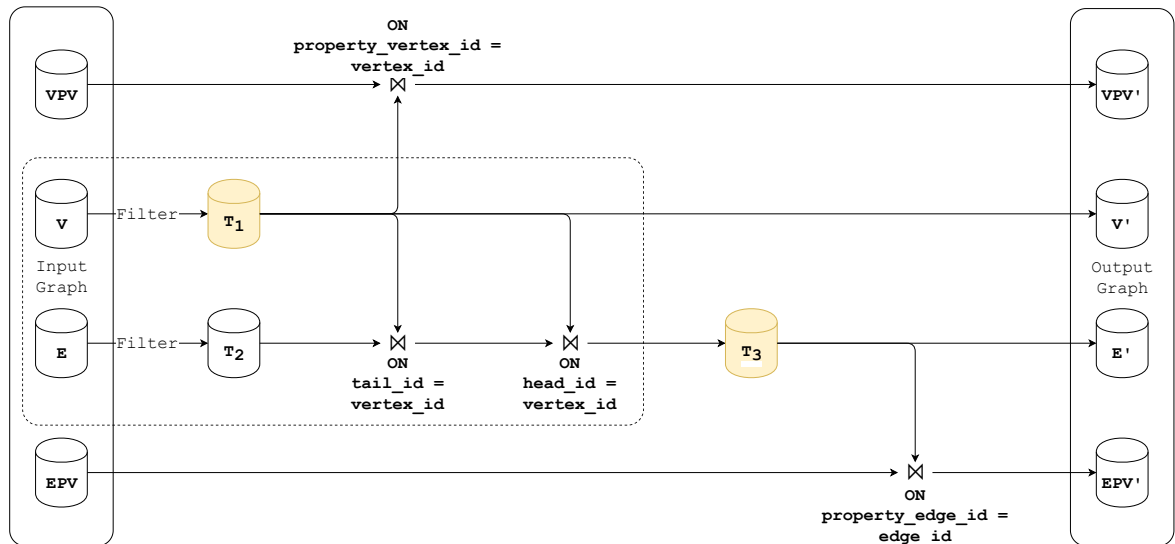 ON
property_vertex_id =
vertex_id
VPV
VPV'
V
Filter
T1
V'
Input
Graph
Output
Graph
E
Filter
T2
ON
tail_id =
vertex_id
ON
head_id =
vertex_id
T3
E'
EPV
ON
property_edge_id =
edge id
EPV'